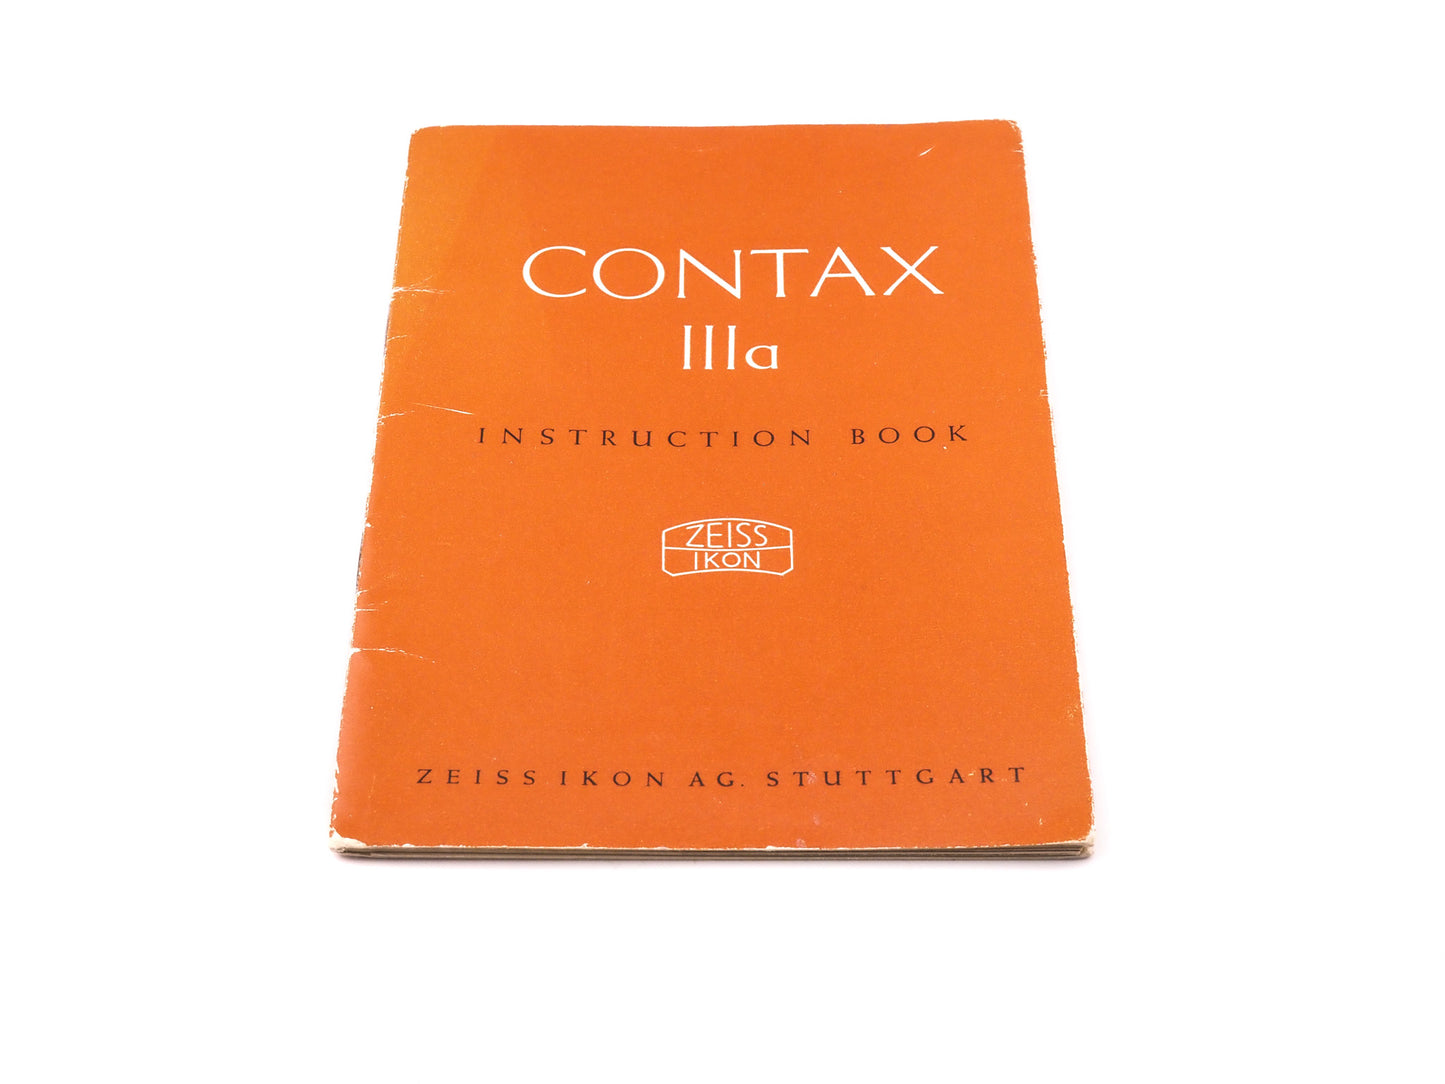 CONTAX
IIIa
INSTRUCTION BOOK
ZEISS
IKON
ZEISS IKON AG. STUTTGART